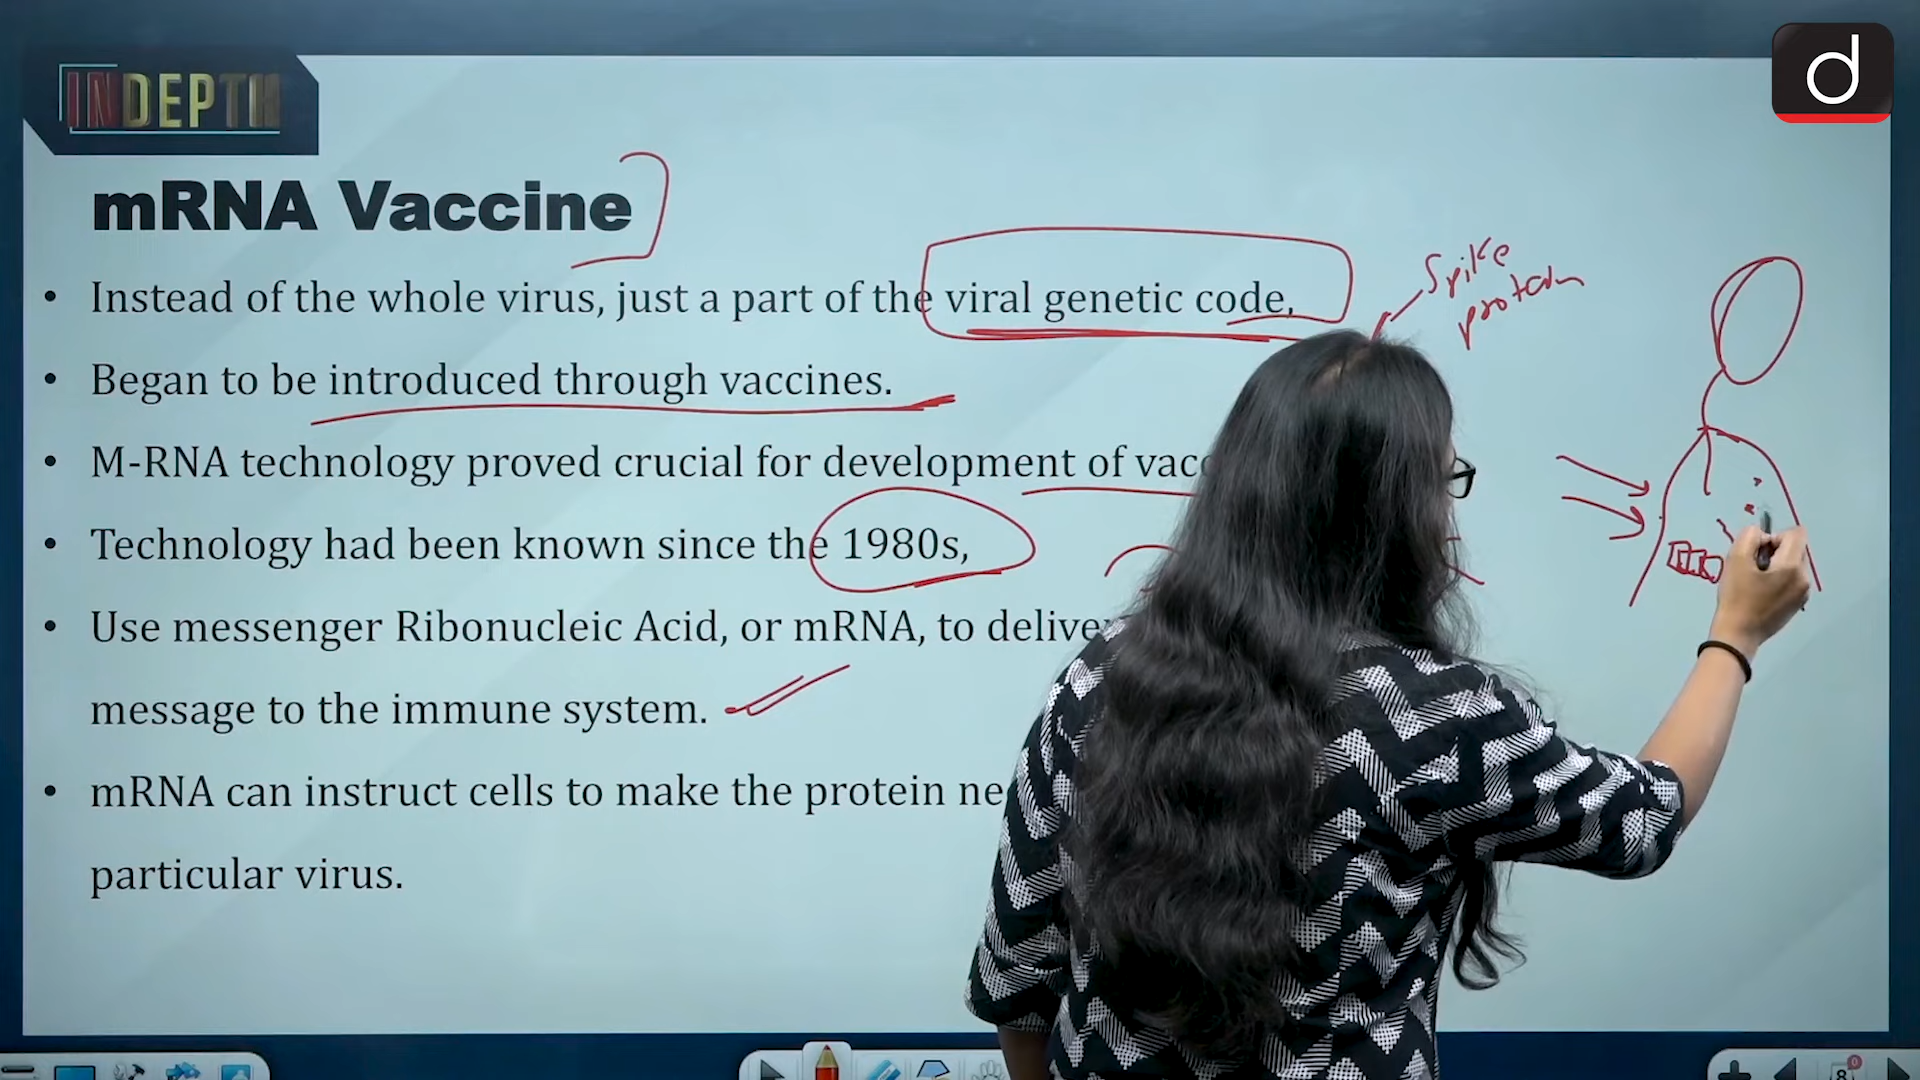 d
INDEPTH
mRNA Vaccine
• Instead of the whole virus, just a part of the viral genetic code,
Spike
protein
• Began to be introduced through vaccines.
• M-RNA technology proved crucial for development of
• Technology had been known since the 1980s,
• Use messenger Ribonucleic Acid, or mRNA, to
message to the immune system.
• mRNA can instruct cells to make the protein
particular virus.
8
0